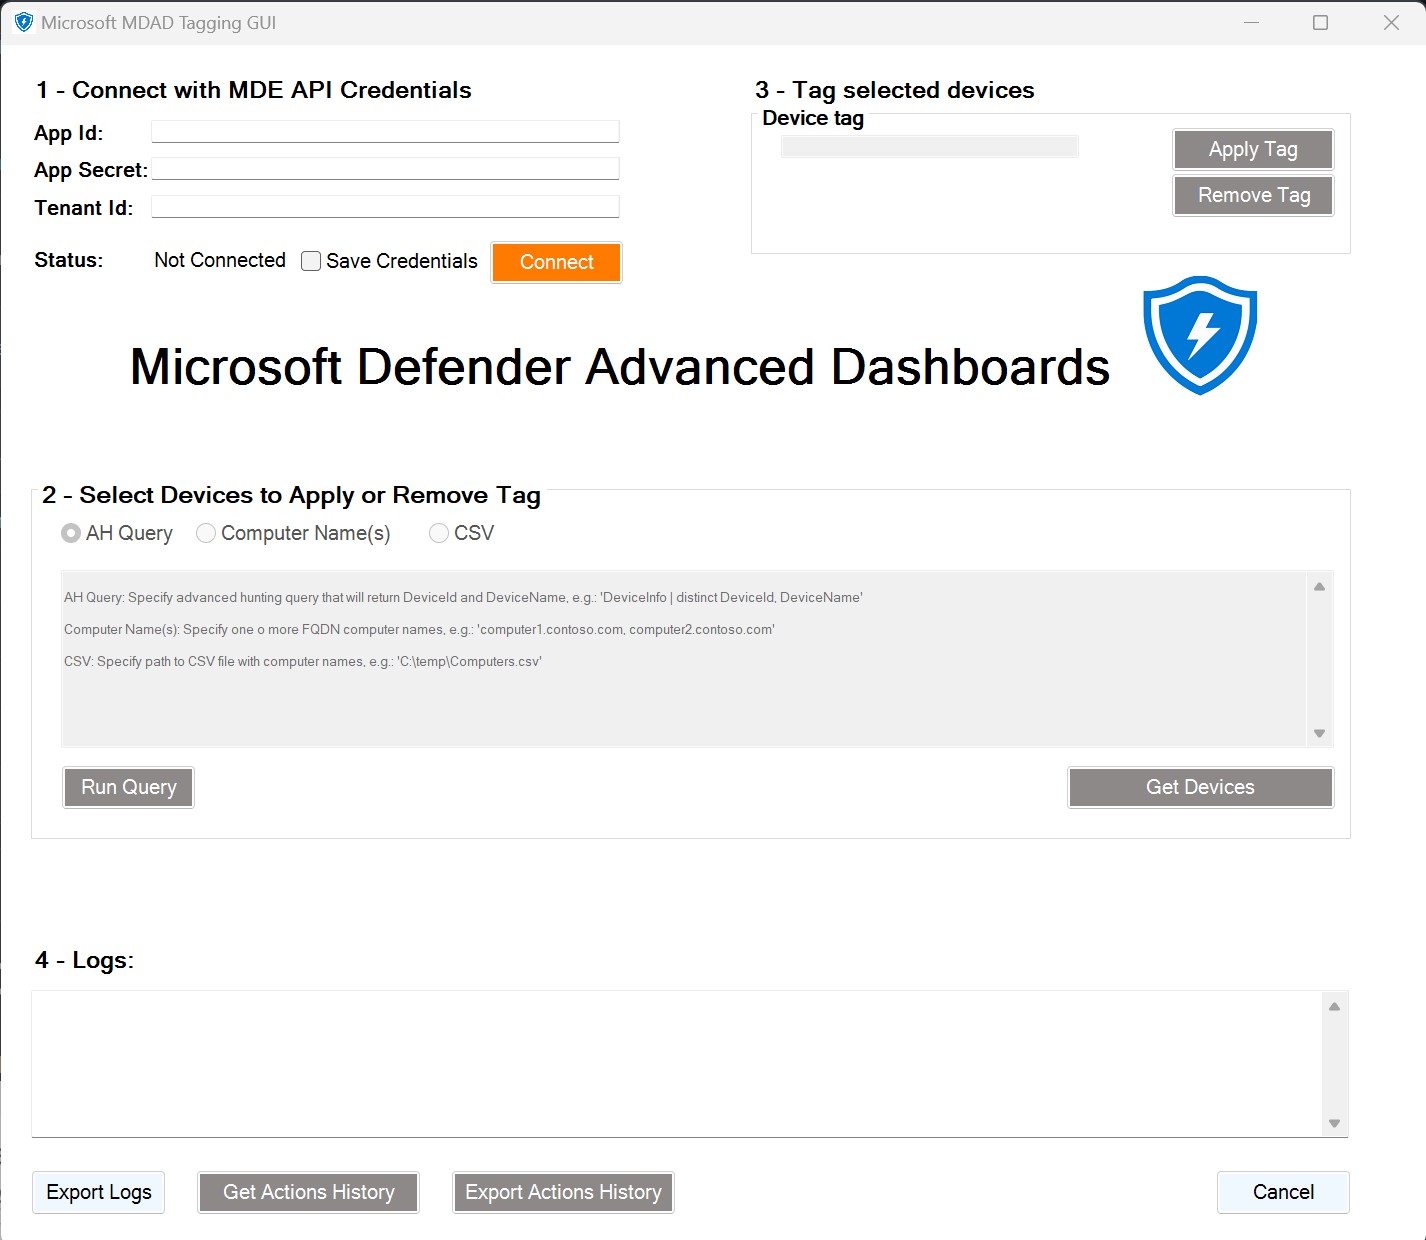 Microsoft MDAD Tagging GUI
1 - Connect with MDE API Credentials
App Id:
App Secret:
Tenant Id:
Status: Not Connected Save Credentials Connect
3 - Tag selected devices
Device tag
Apply Tag
Remove Tag
Microsoft Defender Advanced Dashboards
2 - Select Devices to Apply or Remove Tag
AH Query Computer Name(s) CSV
AH Query: Specify advanced hunting query that will return DeviceId and DeviceName, e.g.: 'DeviceInfo | distinct DeviceId, DeviceName'
Computer Name(s): Specify one o more FQDN computer names, e.g.: 'computer1.contoso.com, computer2.contoso.com'
CSV: Specify path to CSV file with computer names, e.g.: 'C:\temp\Computers.csv'
Run Query Get Devices
4 - Logs:
Export Logs Get Actions History Export Actions History Cancel